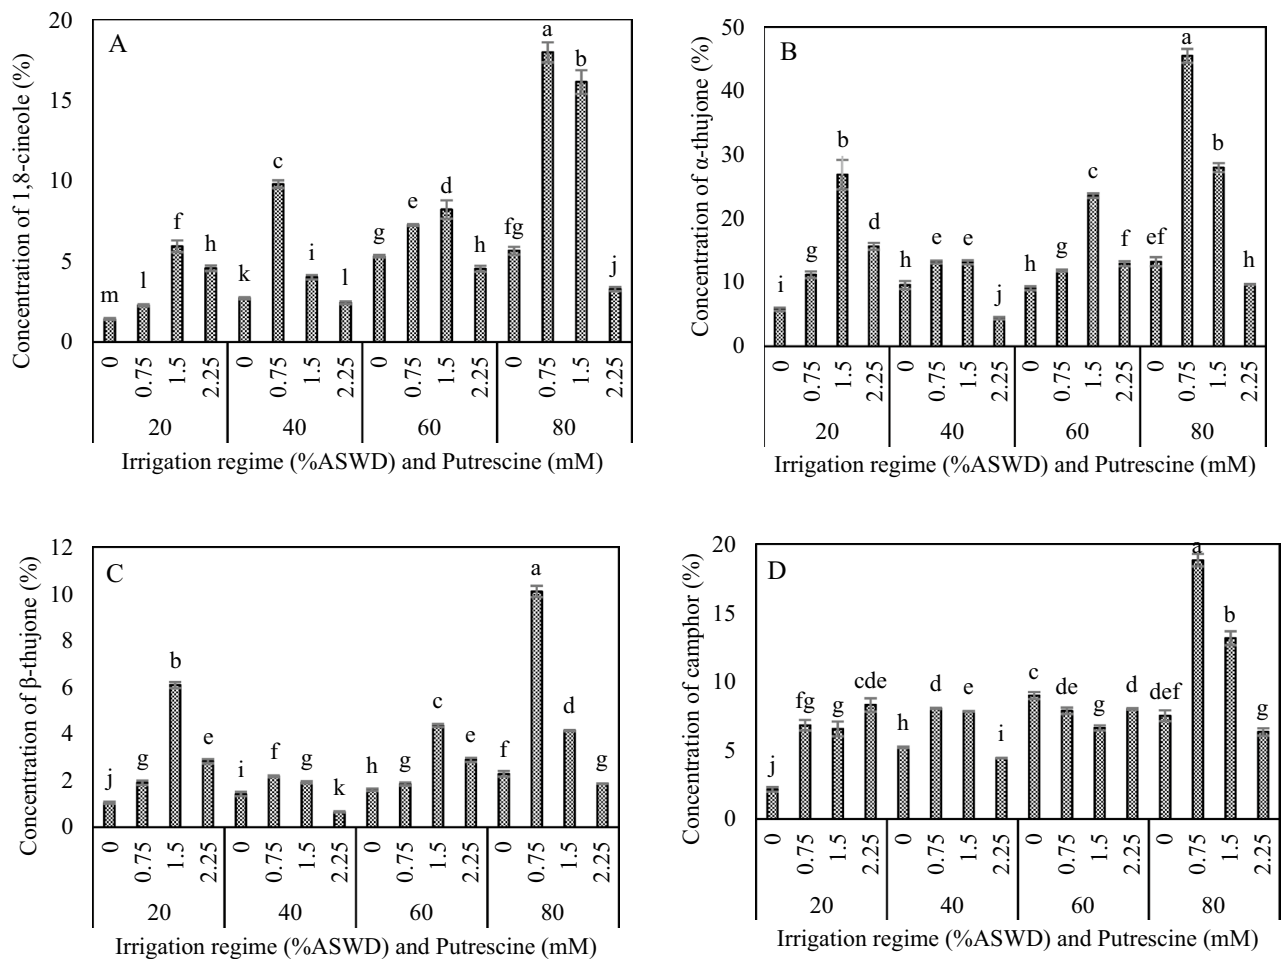 A
Concentration of 1,8-cineole (%)
20
15
10
5
0
m l f h k c i l g e d h fg a b j
0 0.75 1.5 2.25 0 0.75 1.5 2.25 0 0.75 1.5 2.25 0 0.75 1.5 2.25
20 40 60 80
Irrigation regime (%ASWD) and Putrescine (mM)
B
Concentration of α-thujone (%)
50
40
30
20
10
0
i g b d h e e j h g c f ef a b h
0 0.75 1.5 2.25 0 0.75 1.5 2.25 0 0.75 1.5 2.25 0 0.75 1.5 2.25
20 40 60 80
Irrigation regime (%ASWD) and Putrescine (mM)
C
Concentration of β-thujone (%)
12
10
8
6
4
2
0
j g b e i f g k h g c e f a d g
0 0.75 1.5 2.25 0 0.75 1.5 2.25 0 0.75 1.5 2.25 0 0.75 1.5 2.25
20 40 60 80
Irrigation regime (%ASWD) and Putrescine (mM)
D
Concentration of camphor (%)
20
15
10
5
0
j fg g cde h d e i c de g d def a b g
0 0.75 1.5 2.25 0 0.75 1.5 2.25 0 0.75 1.5 2.25 0 0.75 1.5 2.25
20 40 60 80
Irrigation regime (%ASWD) and Putrescine (mM)